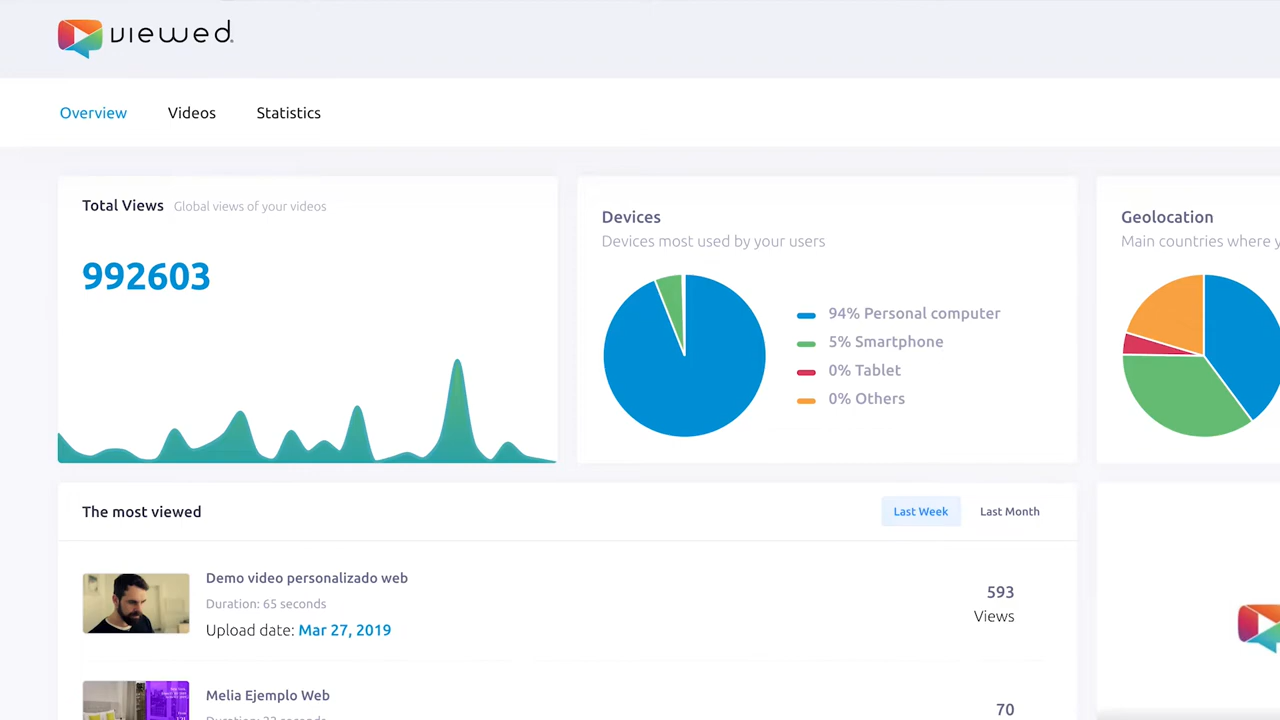 viewed.
Overview
Videos
Statistics
Total Views Global views of your videos
992603
Devices
Devices most used by your users
94% Personal computer
5% Smartphone
0% Tablet
0% Others
Geolocation
Main countries where
The most viewed
Last Week
Last Month
Demo video personalizado web
Duration: 65 seconds
Upload date: Mar 27, 2019
593
Views
Melia Ejemplo Web
70